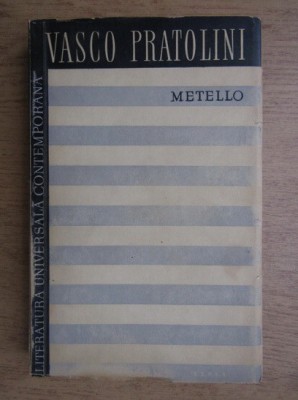 VASCO PRATOLINI
METELLO
LITERATURA UNIVERSALĂ CONTEMPORANĂ